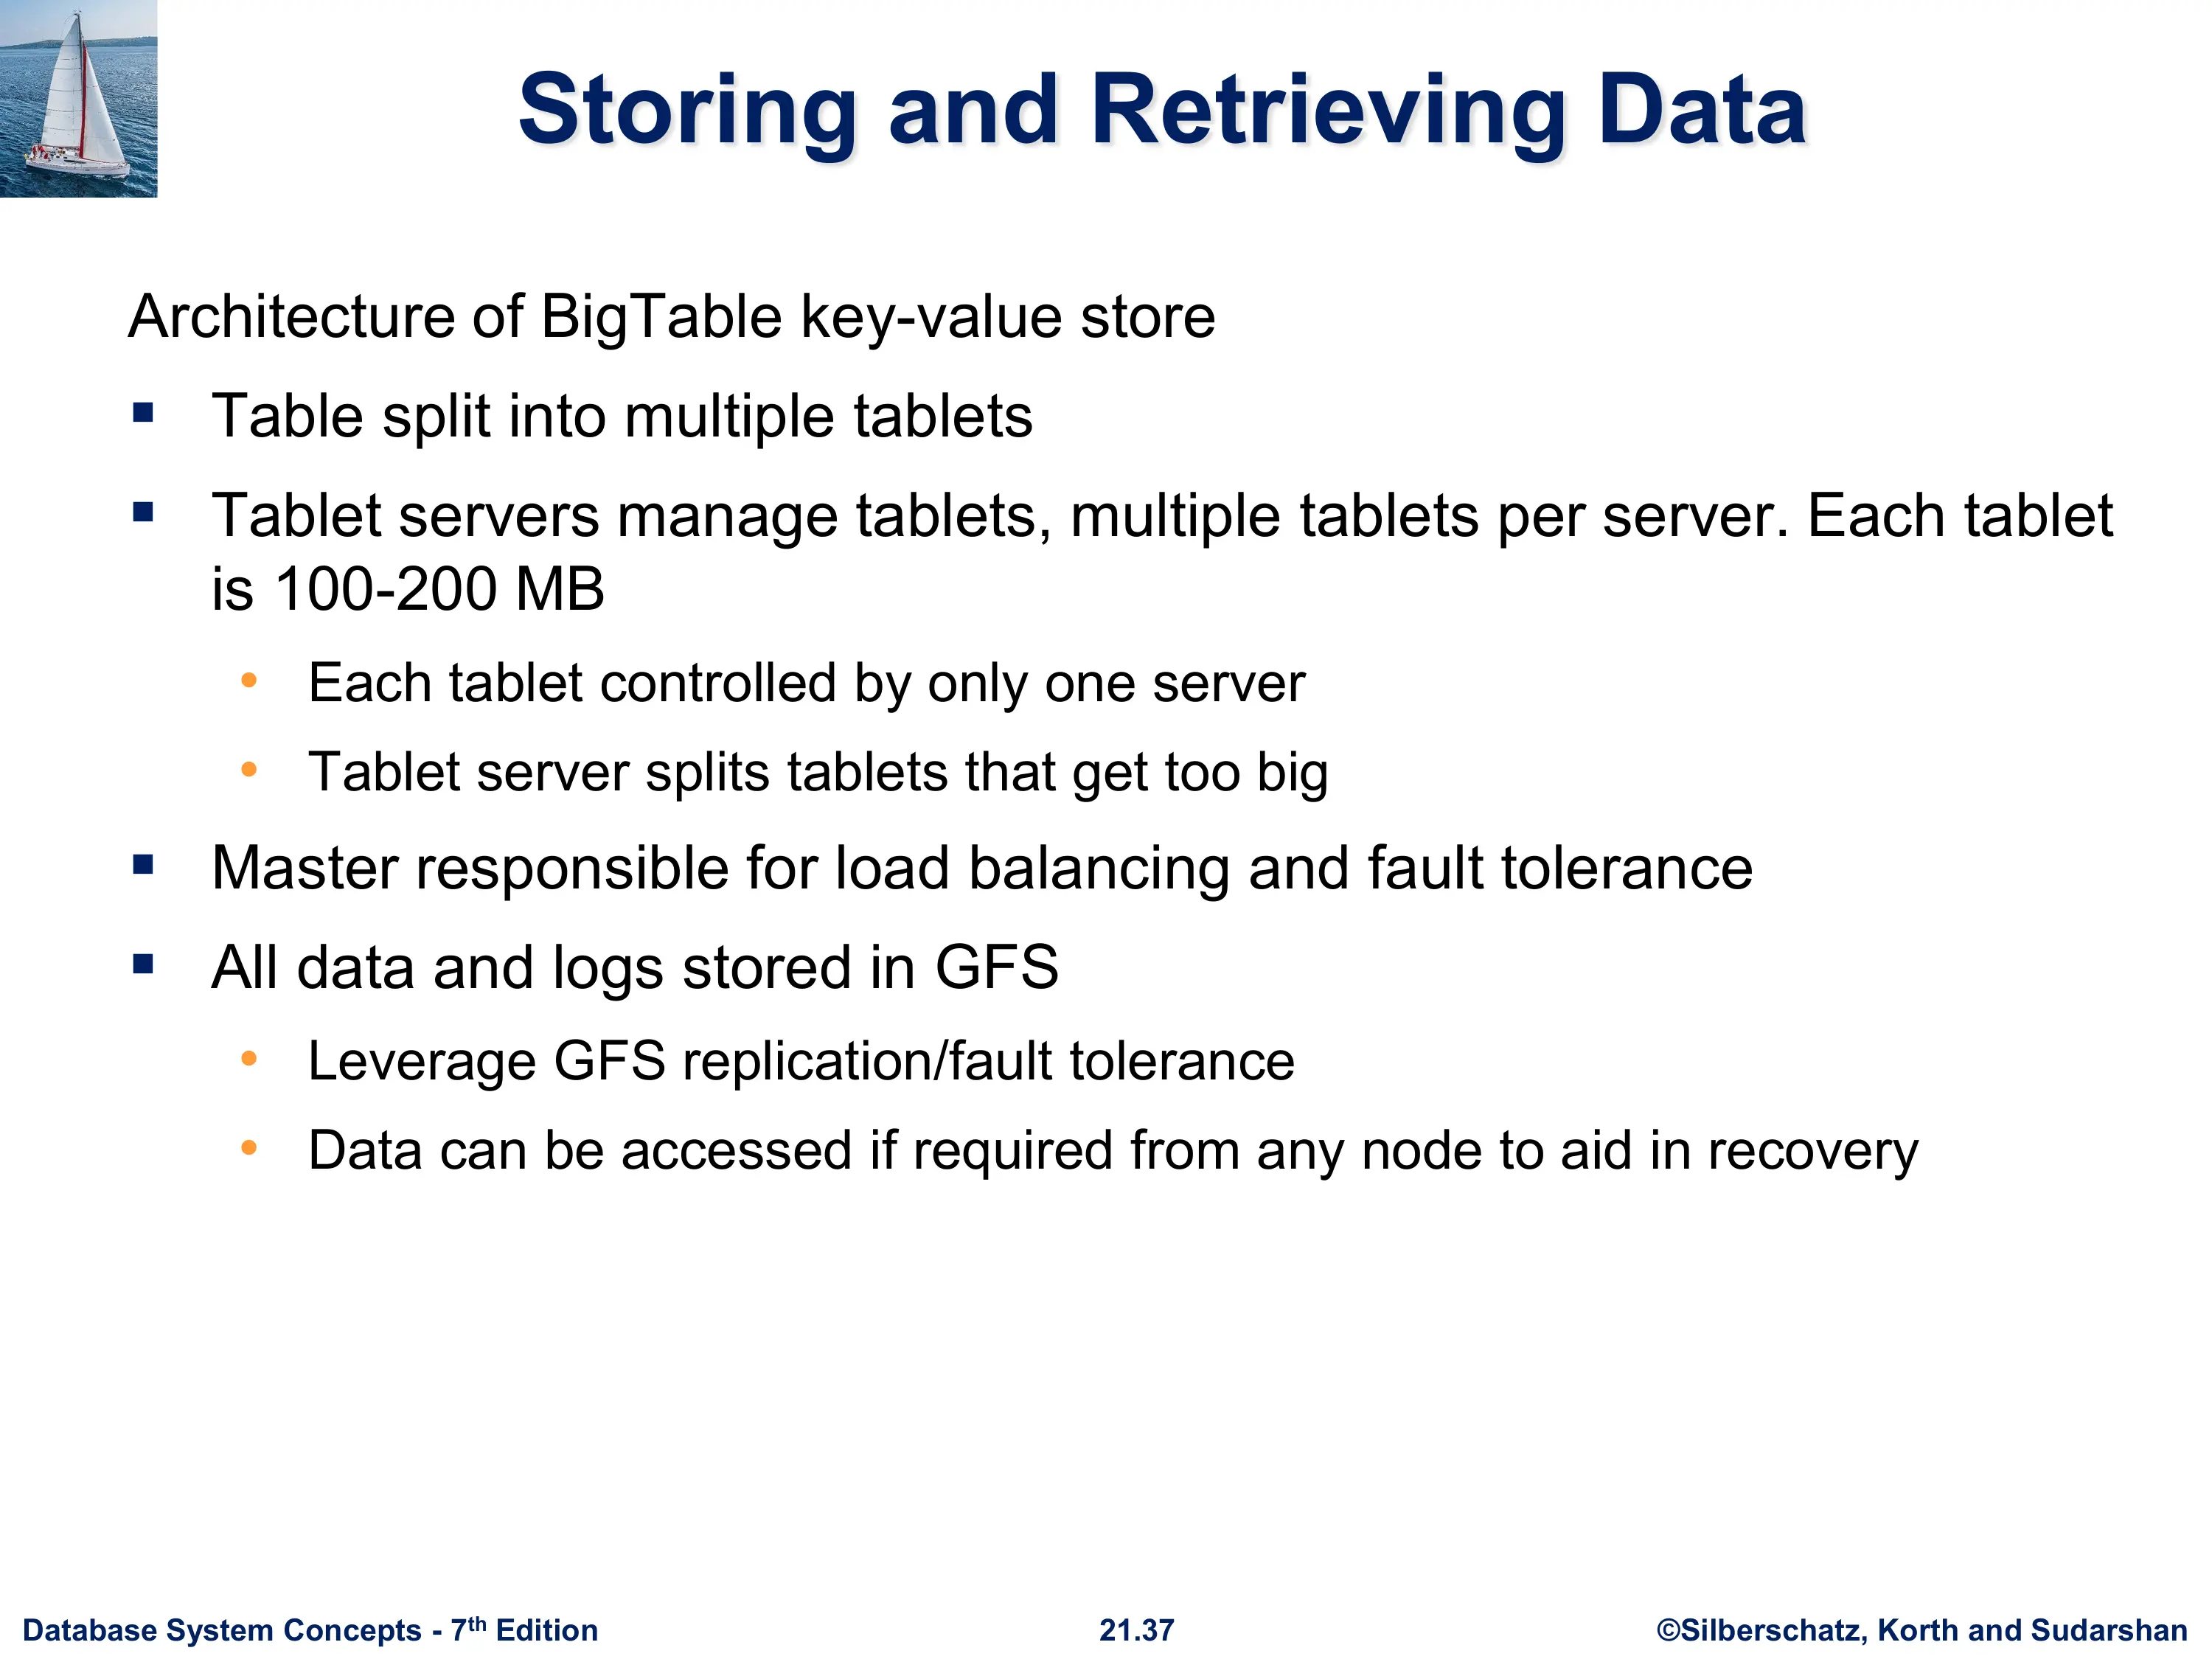 Storing and Retrieving Data
Architecture of BigTable key-value store
▪ Table split into multiple tablets
▪ Tablet servers manage tablets, multiple tablets per server. Each tablet
is 100-200 MB
• Each tablet controlled by only one server
• Tablet server splits tablets that get too big
▪ Master responsible for load balancing and fault tolerance
▪ All data and logs stored in GFS
• Leverage GFS replication/fault tolerance
• Data can be accessed if required from any node to aid in recovery
Database System Concepts - 7th Edition
21.37
©Silberschatz, Korth and Sudarshan